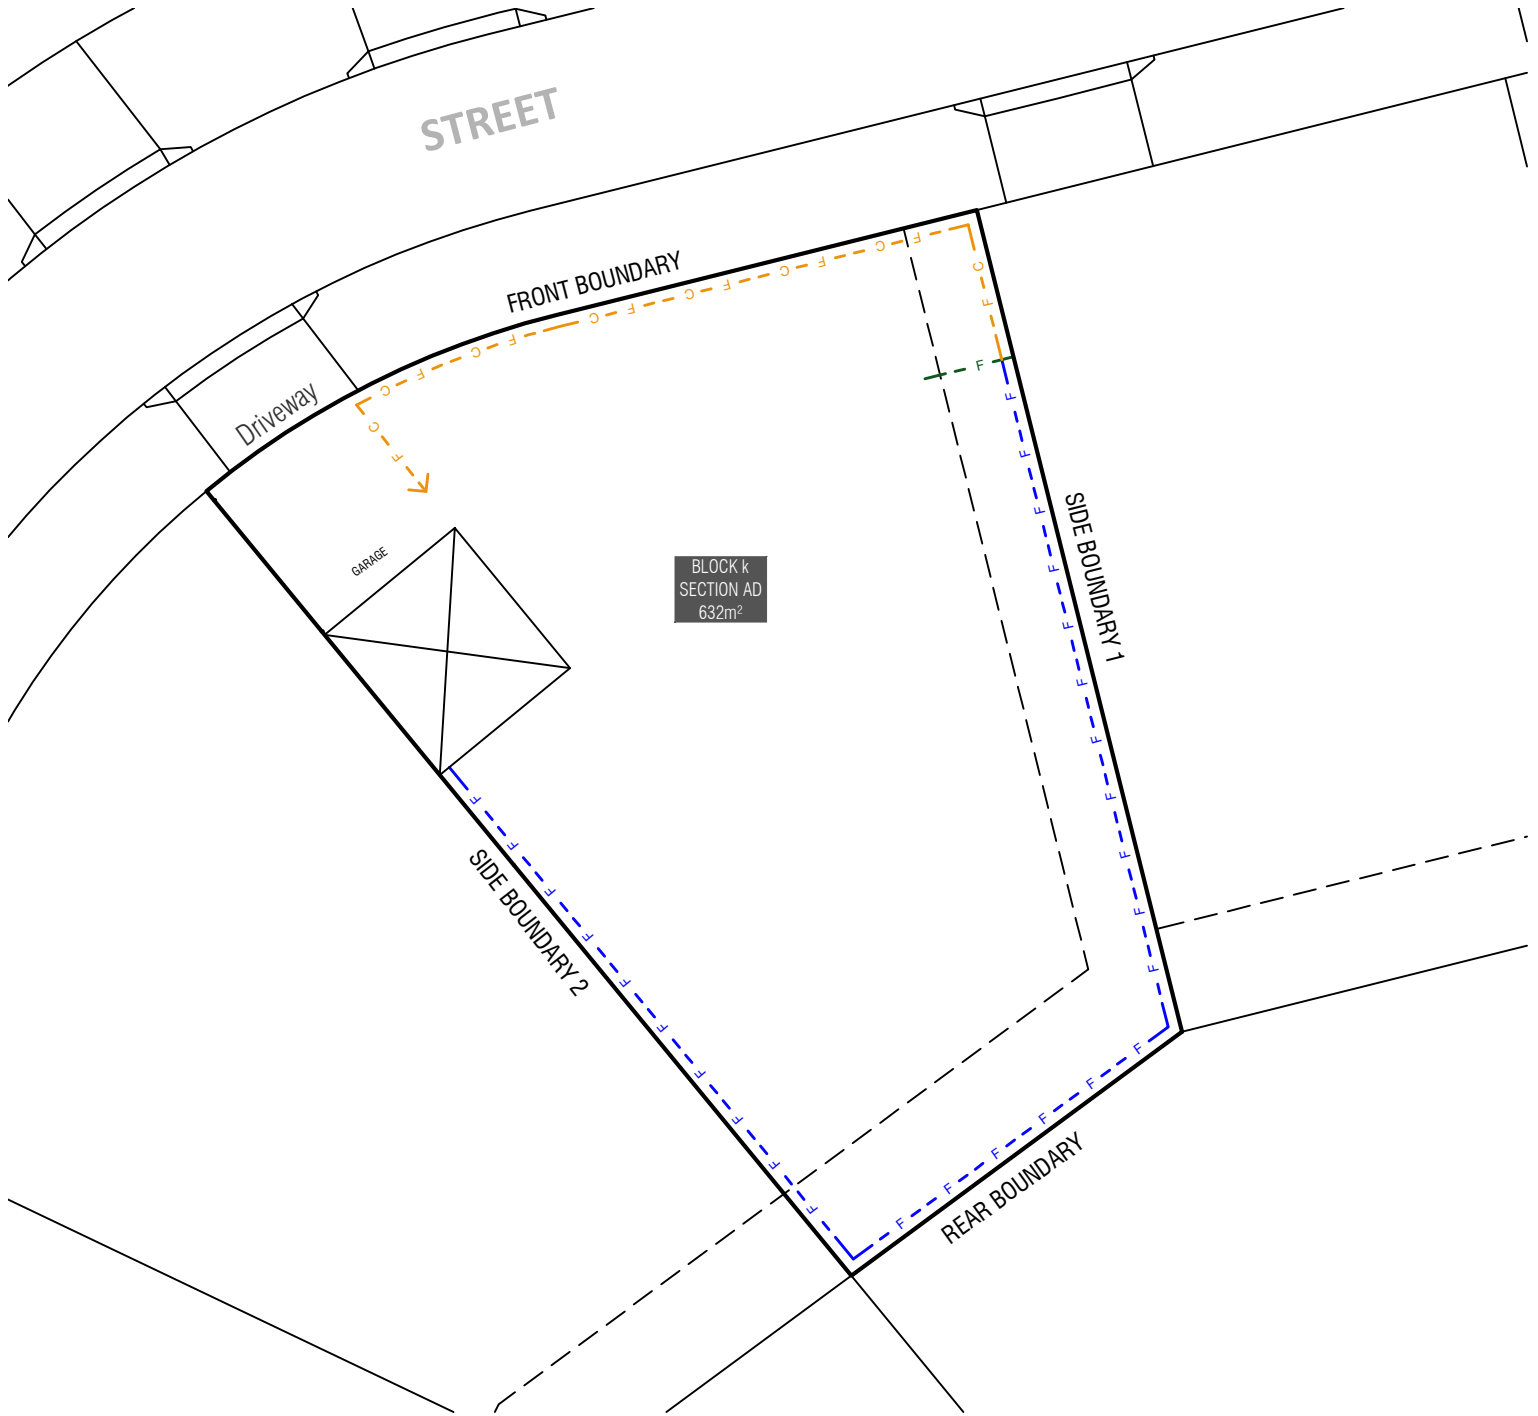 STREET
FRONT BOUNDARY
Driveway
GARAGE
BLOCK k
SECTION AD
632m²
SIDE BOUNDARY 1
SIDE BOUNDARY 2
REAR BOUNDARY
C F C F C F C F C F C F C F
C F
C F
F
F F F F F F F F F F F
F F F F F F F F F F
F F F F F F